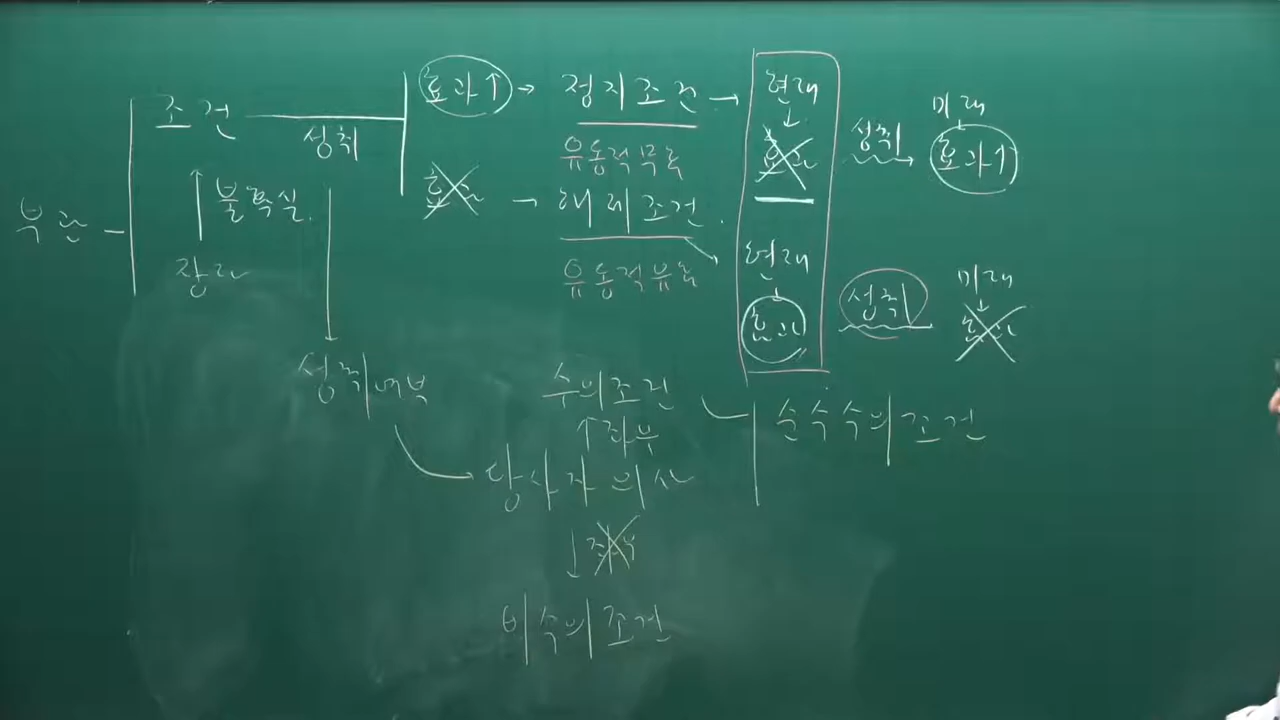 부관
조건
성취
효과↑ → 정지조건 → 현재
유동적무효
효과 → 해제조건
유동적유효
↓
효과
성취 →
미래
효과↑
불확실
장래
현재
효과
성취
미래
효과
성취여부
수의조건
순수수의조건
↑ 좌우
당사자 의사
↓ 좌우
비수의조건